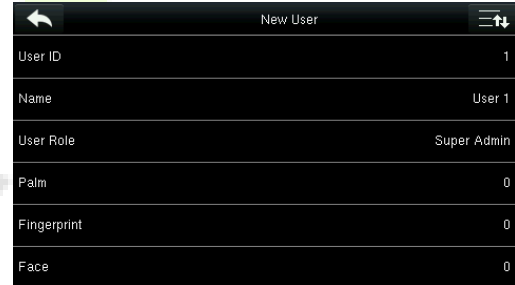 New User
User ID 1
Name User 1
User Role Super Admin
Palm 0
Fingerprint 0
Face 0